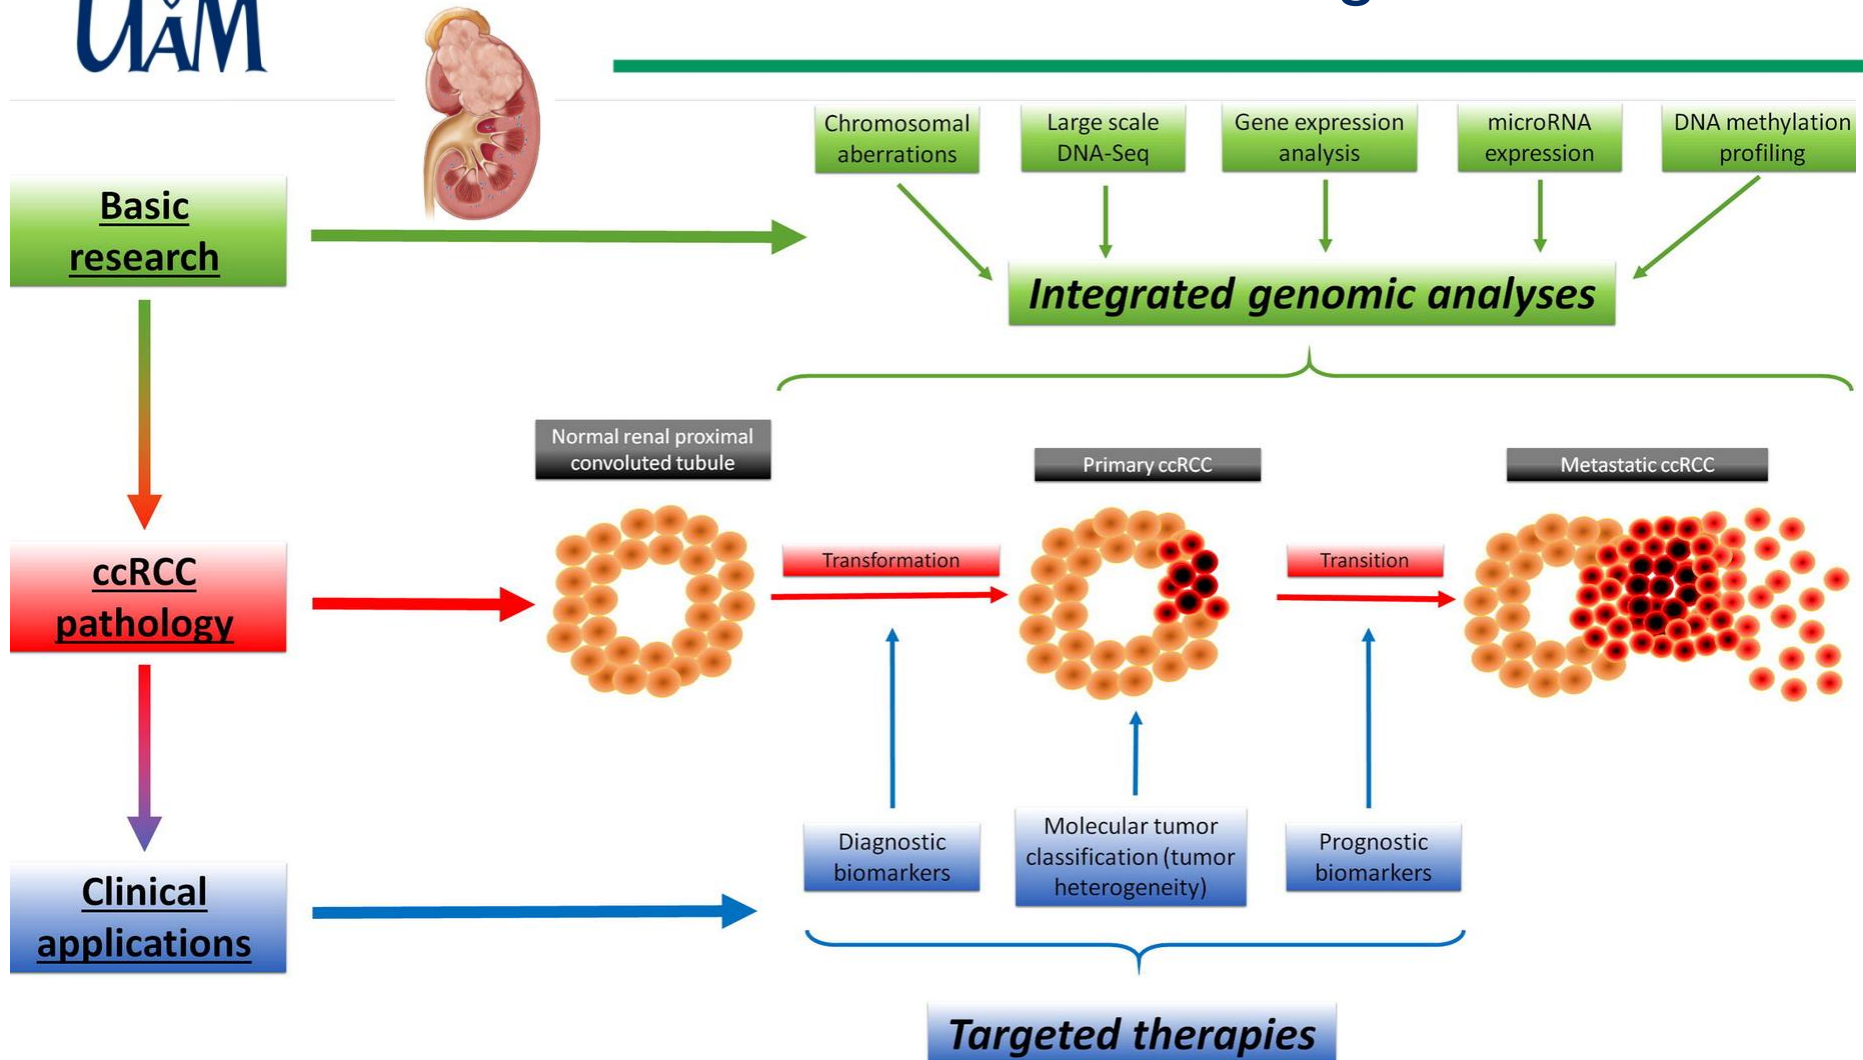 UAM
Chromosomal
aberrations
Large scale
DNA-Seq
Gene expression
analysis
microRNA
expression
DNA methylation
profiling
Basic
research
Integrated genomic analyses
Normal renal proximal
convoluted tubule
Primary ccRCC
Metastatic ccRCC
ccRCC
pathology
Transformation
Transition
Clinical
applications
Diagnostic
biomarkers
Molecular tumor
classification (tumor
heterogeneity)
Prognostic
biomarkers
Targeted therapies